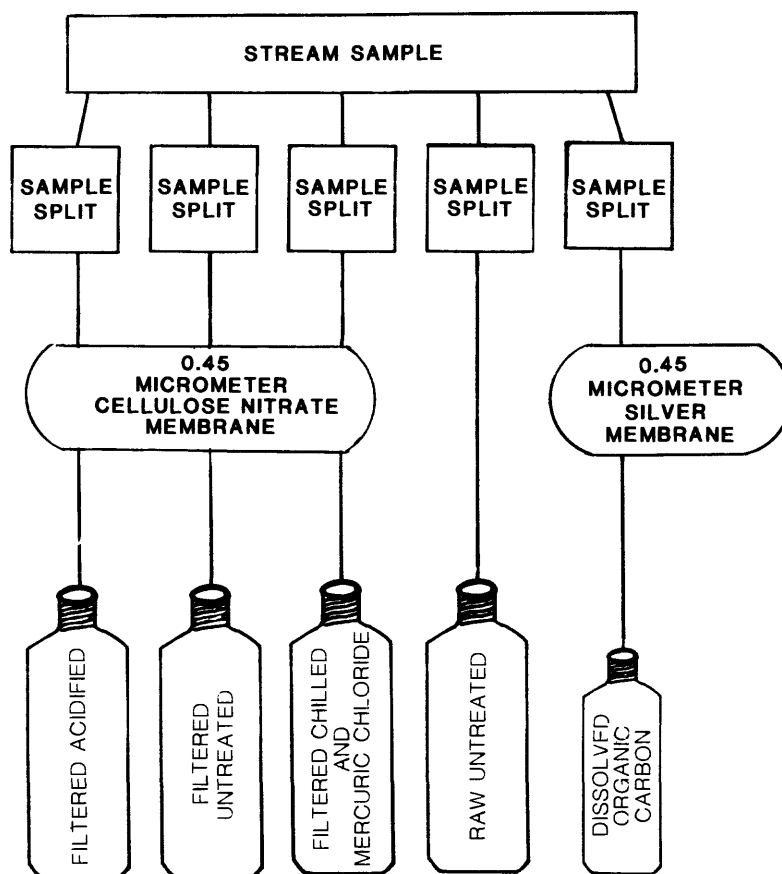 STREAM SAMPLE
SAMPLE
SPLIT
SAMPLE
SPLIT
SAMPLE
SPLIT
SAMPLE
SPLIT
SAMPLE
SPLIT
0.45
MICROMETER
CELLULOSE NITRATE
MEMBRANE
0.45
MICROMETER
SILVER
MEMBRANE
FILTERED ACIDIFIED
FILTERED
UNTREATED
FILTERED CHILLED
AND
MERCURIC CHLORIDE
RAW UNTREATED
DISSOLVED
ORGANIC
CARBON